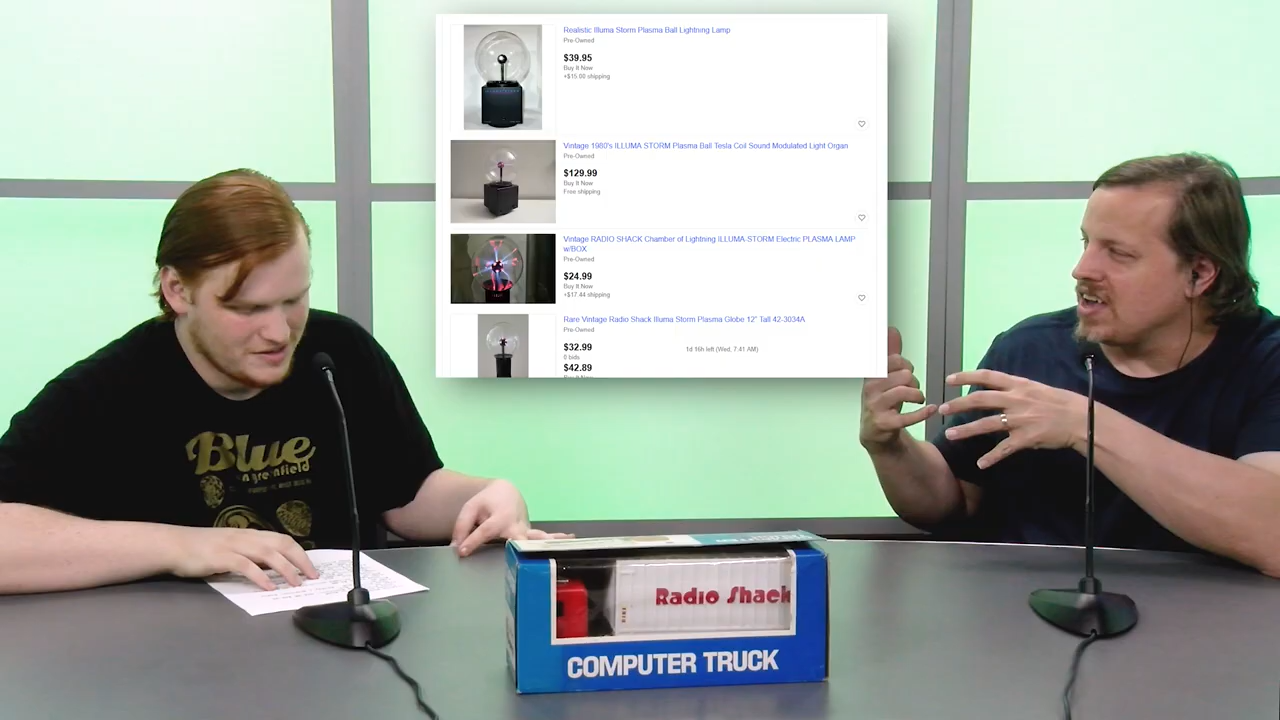 Realistic Illuma Storm Plasma Ball Lightning Lamp
Pre-Owned
$39.95
Buy It Now
+$15.00 shipping
Vintage 1980's ILLUMA STORM Plasma Ball Tesla Coil Sound Modulated Light Organ
Pre-Owned
$129.99
Buy It Now
Free shipping
Vintage RADIO SHACK Chamber of Lightning ILLUMA-STORM Electric PLASMA LAMP
w/BOX
Pre-Owned
$24.99
Buy It Now
+$17.44 shipping
Rare Vintage Radio Shack Illuma Storm Plasma Globe 12" Tall 42-3034A
Pre-Owned
$32.99
1d 16h left (Wed, 7:41 AM)
0 bids
$42.89
Buy It Now
Blue
Radio Shack
COMPUTER TRUCK